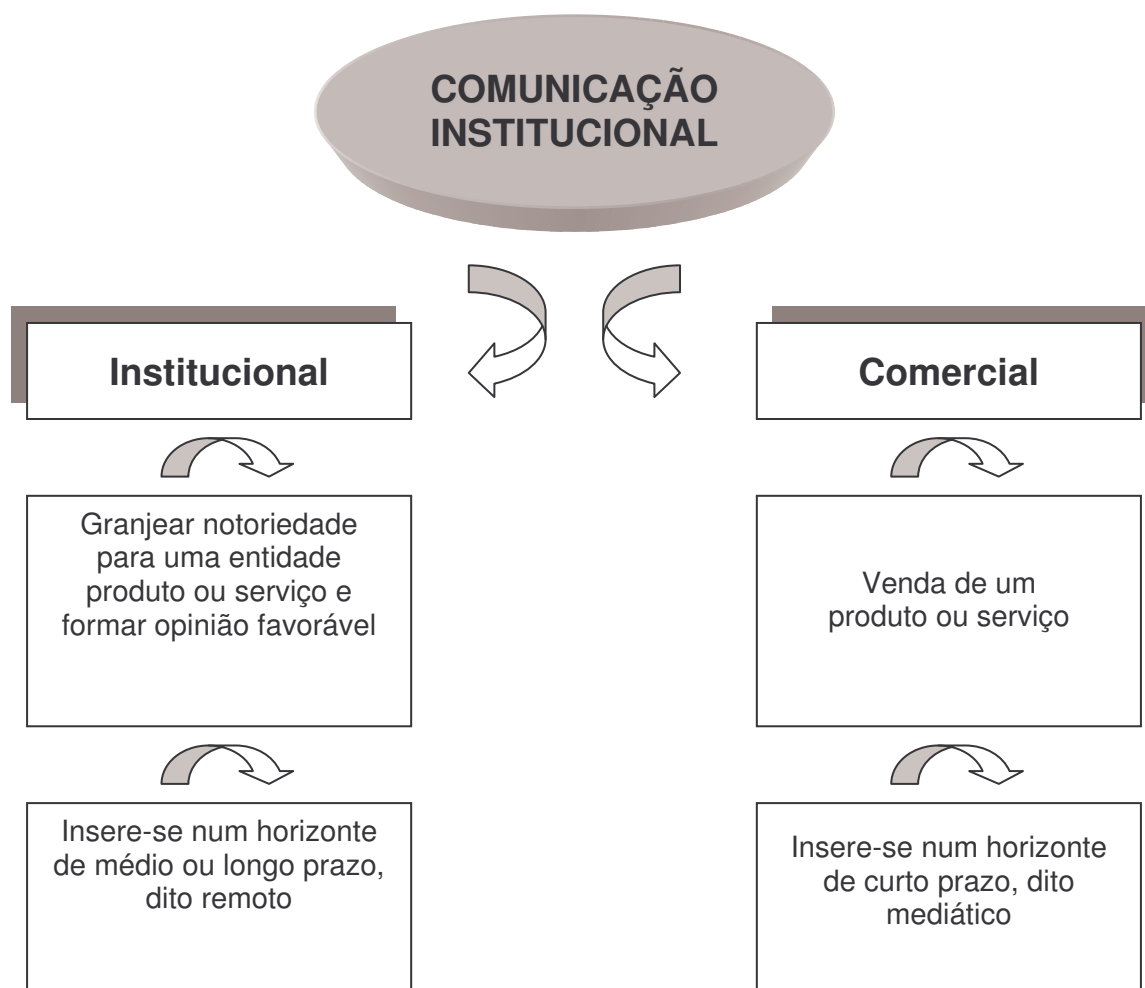 COMUNICAÇÃO
INSTITUCIONAL
Institucional
Comercial
Granjear notoriedade
para uma entidade
produto ou serviço e
formar opinião favorável
Venda de um
produto ou serviço
Insere-se num horizonte
de médio ou longo prazo,
dito remoto
Insere-se num horizonte
de curto prazo, dito
mediático